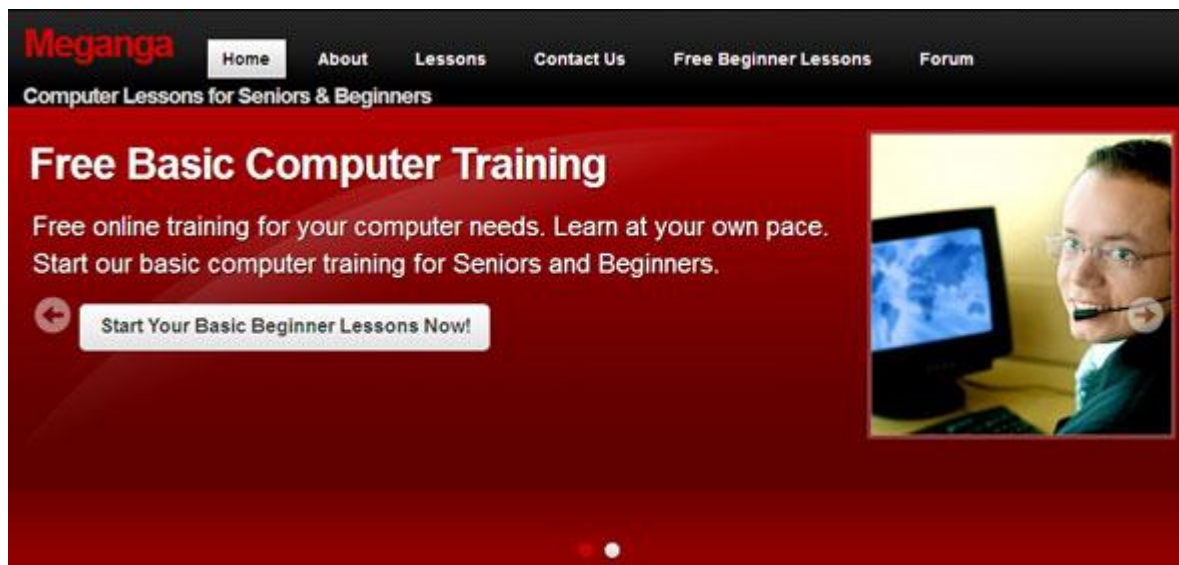 Meganga
Home About Lessons Contact Us Free Beginner Lessons Forum
Computer Lessons for Seniors & Beginners
Free Basic Computer Training
Free online training for your computer needs. Learn at your own pace.
Start our basic computer training for Seniors and Beginners.
Start Your Basic Beginner Lessons Now!